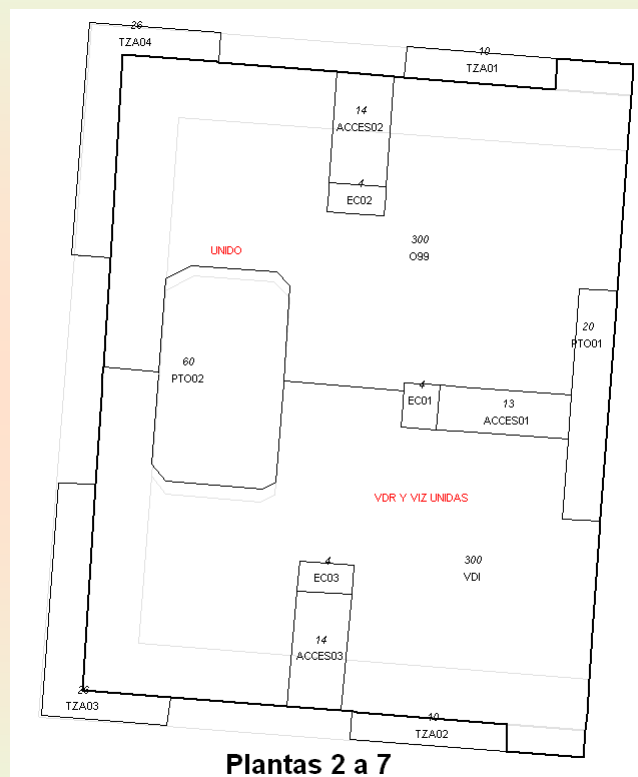 26
TZA04
10
TZA01
14
ACCES02
4
EC02
300
O99
UNIDO
20
PTO01
60
PTO02
4
EC01
13
ACCES01
VDR Y VIZ UNIDAS
4
EC03
300
VDI
14
ACCES03
26
TZA03
10
TZA02
Plantas 2 a 7